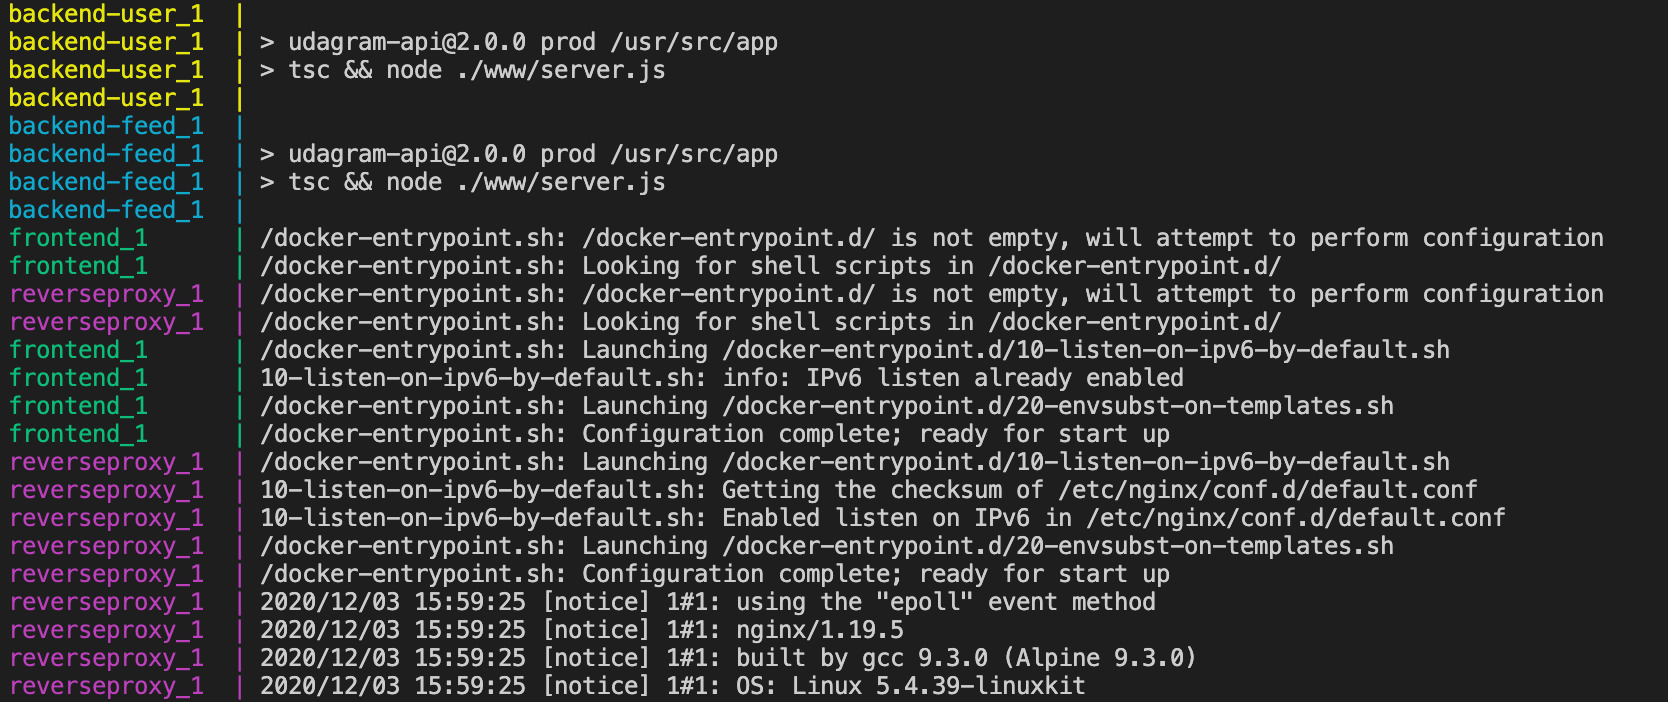 backend-user_1  |
backend-user_1  | > udagram-api@2.0.0 prod /usr/src/app
backend-user_1  | > tsc && node ./www/server.js
backend-user_1  |
backend-feed_1  |
backend-feed_1  | > udagram-api@2.0.0 prod /usr/src/app
backend-feed_1  | > tsc && node ./www/server.js
backend-feed_1  |
frontend_1      | /docker-entrypoint.sh: /docker-entrypoint.d/ is not empty, will attempt to perform configuration
frontend_1      | /docker-entrypoint.sh: Looking for shell scripts in /docker-entrypoint.d/
reverseproxy_1  | /docker-entrypoint.sh: /docker-entrypoint.d/ is not empty, will attempt to perform configuration
reverseproxy_1  | /docker-entrypoint.sh: Looking for shell scripts in /docker-entrypoint.d/
frontend_1      | /docker-entrypoint.sh: Launching /docker-entrypoint.d/10-listen-on-ipv6-by-default.sh
frontend_1      | 10-listen-on-ipv6-by-default.sh: info: IPv6 listen already enabled
frontend_1      | /docker-entrypoint.sh: Launching /docker-entrypoint.d/20-envsubst-on-templates.sh
frontend_1      | /docker-entrypoint.sh: Configuration complete; ready for start up
reverseproxy_1  | /docker-entrypoint.sh: Launching /docker-entrypoint.d/10-listen-on-ipv6-by-default.sh
reverseproxy_1  | 10-listen-on-ipv6-by-default.sh: Getting the checksum of /etc/nginx/conf.d/default.conf
reverseproxy_1  | 10-listen-on-ipv6-by-default.sh: Enabled listen on IPv6 in /etc/nginx/conf.d/default.conf
reverseproxy_1  | /docker-entrypoint.sh: Launching /docker-entrypoint.d/20-envsubst-on-templates.sh
reverseproxy_1  | /docker-entrypoint.sh: Configuration complete; ready for start up
reverseproxy_1  | 2020/12/03 15:59:25 [notice] 1#1: using the "epoll" event method
reverseproxy_1  | 2020/12/03 15:59:25 [notice] 1#1: nginx/1.19.5
reverseproxy_1  | 2020/12/03 15:59:25 [notice] 1#1: built by gcc 9.3.0 (Alpine 9.3.0)
reverseproxy_1  | 2020/12/03 15:59:25 [notice] 1#1: OS: Linux 5.4.39-linuxkit